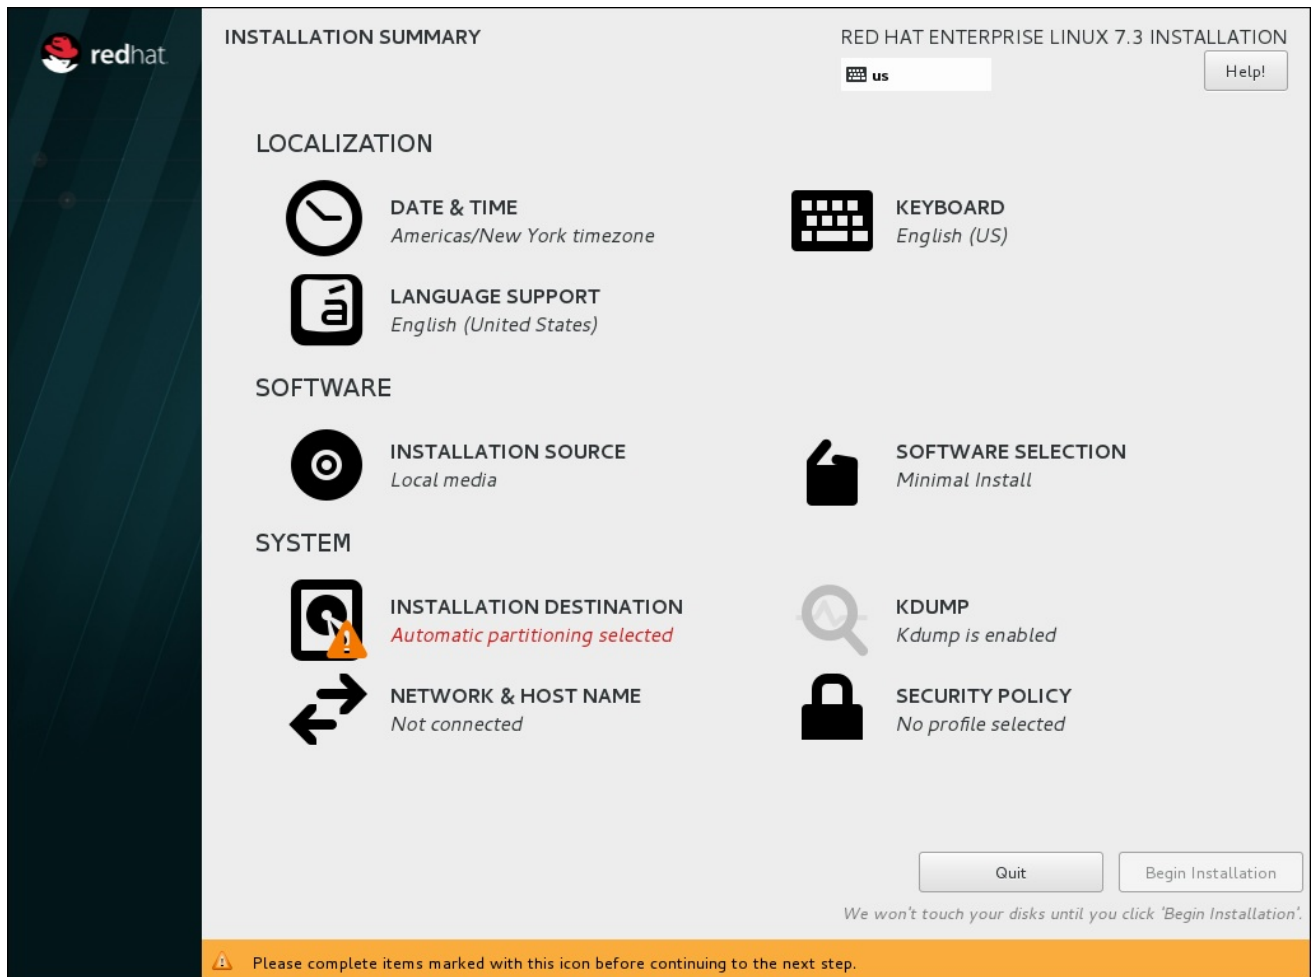 redhat
INSTALLATION SUMMARY
RED HAT ENTERPRISE LINUX 7.3 INSTALLATION
us
Help!
LOCALIZATION
DATE & TIME
Americas/New York timezone
KEYBOARD
English (US)
á
LANGUAGE SUPPORT
English (United States)
SOFTWARE
INSTALLATION SOURCE
Local media
SOFTWARE SELECTION
Minimal Install
SYSTEM
INSTALLATION DESTINATION
Automatic partitioning selected
KDUMP
Kdump is enabled
NETWORK & HOST NAME
Not connected
SECURITY POLICY
No profile selected
Quit
Begin Installation
We won't touch your disks until you click 'Begin Installation'.
Please complete items marked with this icon before continuing to the next step.